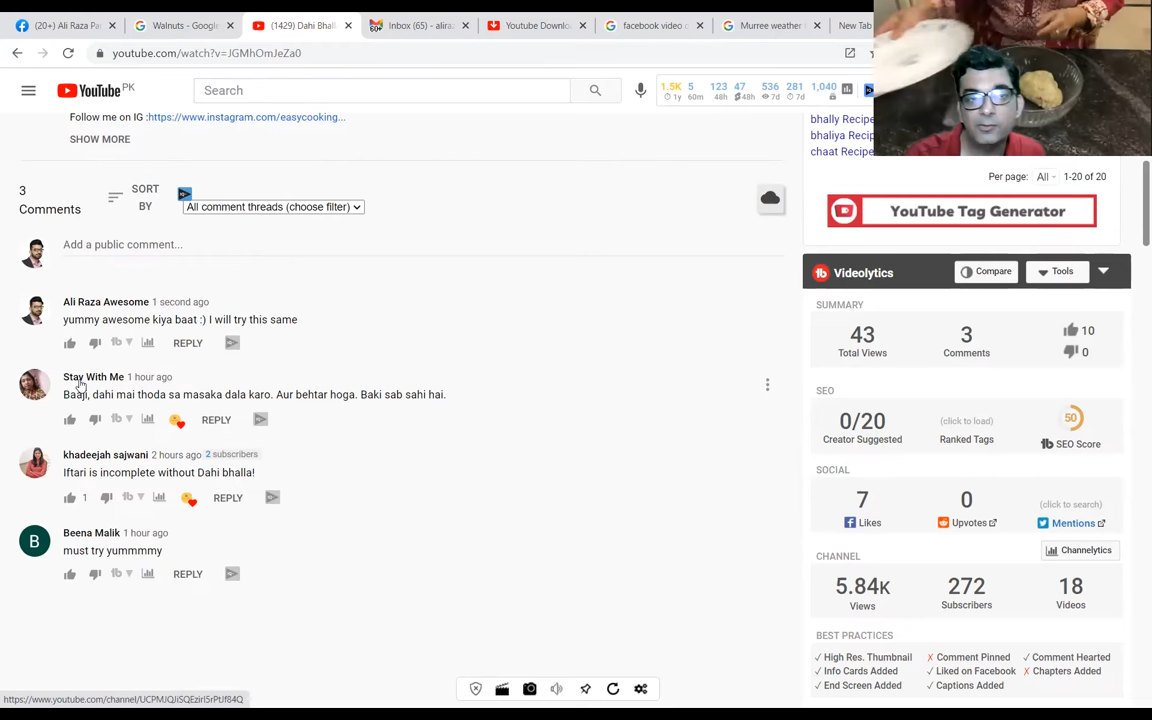 (20+) Ali Raza Pa
Walnuts - Google
(1429) Dahi Bhall
Inbox (65) - aliraz
Youtube Downlo
facebook video d
Murree weather
New Tab
youtube.com/watch?v=JGMhOmJeZa0
YouTube PK
Search
1.5K 5 123 47 536 281 1,040
1y 60m 48h 48h 7d 7d
Follow me on IG :https://www.instagram.com/easycooking...
SHOW MORE
bhally Recipe
bhaliya Recip
chaat Recipe
Per page: All 1-20 of 20
YouTube Tag Generator
3 Comments
SORT BY
All comment threads (choose filter)
Add a public comment...
Ali Raza Awesome 1 second ago
yummy awesome kiya baat :) I will try this same
REPLY
Stay With Me 1 hour ago
Baaji, dahi mai thoda sa masaka dala karo. Aur behtar hoga. Baki sab sahi hai.
REPLY
khadeejah sajwani 2 hours ago 2 subscribers
Iftari is incomplete without Dahi bhalla!
1 REPLY
B
Beena Malik 1 hour ago
must try yummmmy
REPLY
tb Videolytics
Compare
Tools
SUMMARY
43 3 10
Total Views Comments 0
SEO
0/20 (click to load) 50
Creator Suggested Ranked Tags tb SEO Score
SOCIAL
7 0 (click to search)
Likes Upvotes Mentions
CHANNEL
Channelytics
5.84K 272 18
Views Subscribers Videos
BEST PRACTICES
✓ High Res. Thumbnail ✗ Comment Pinned ✓ Comment Hearted
✓ Info Cards Added ✓ Liked on Facebook ✗ Chapters Added
✓ End Screen Added ✓ Captions Added